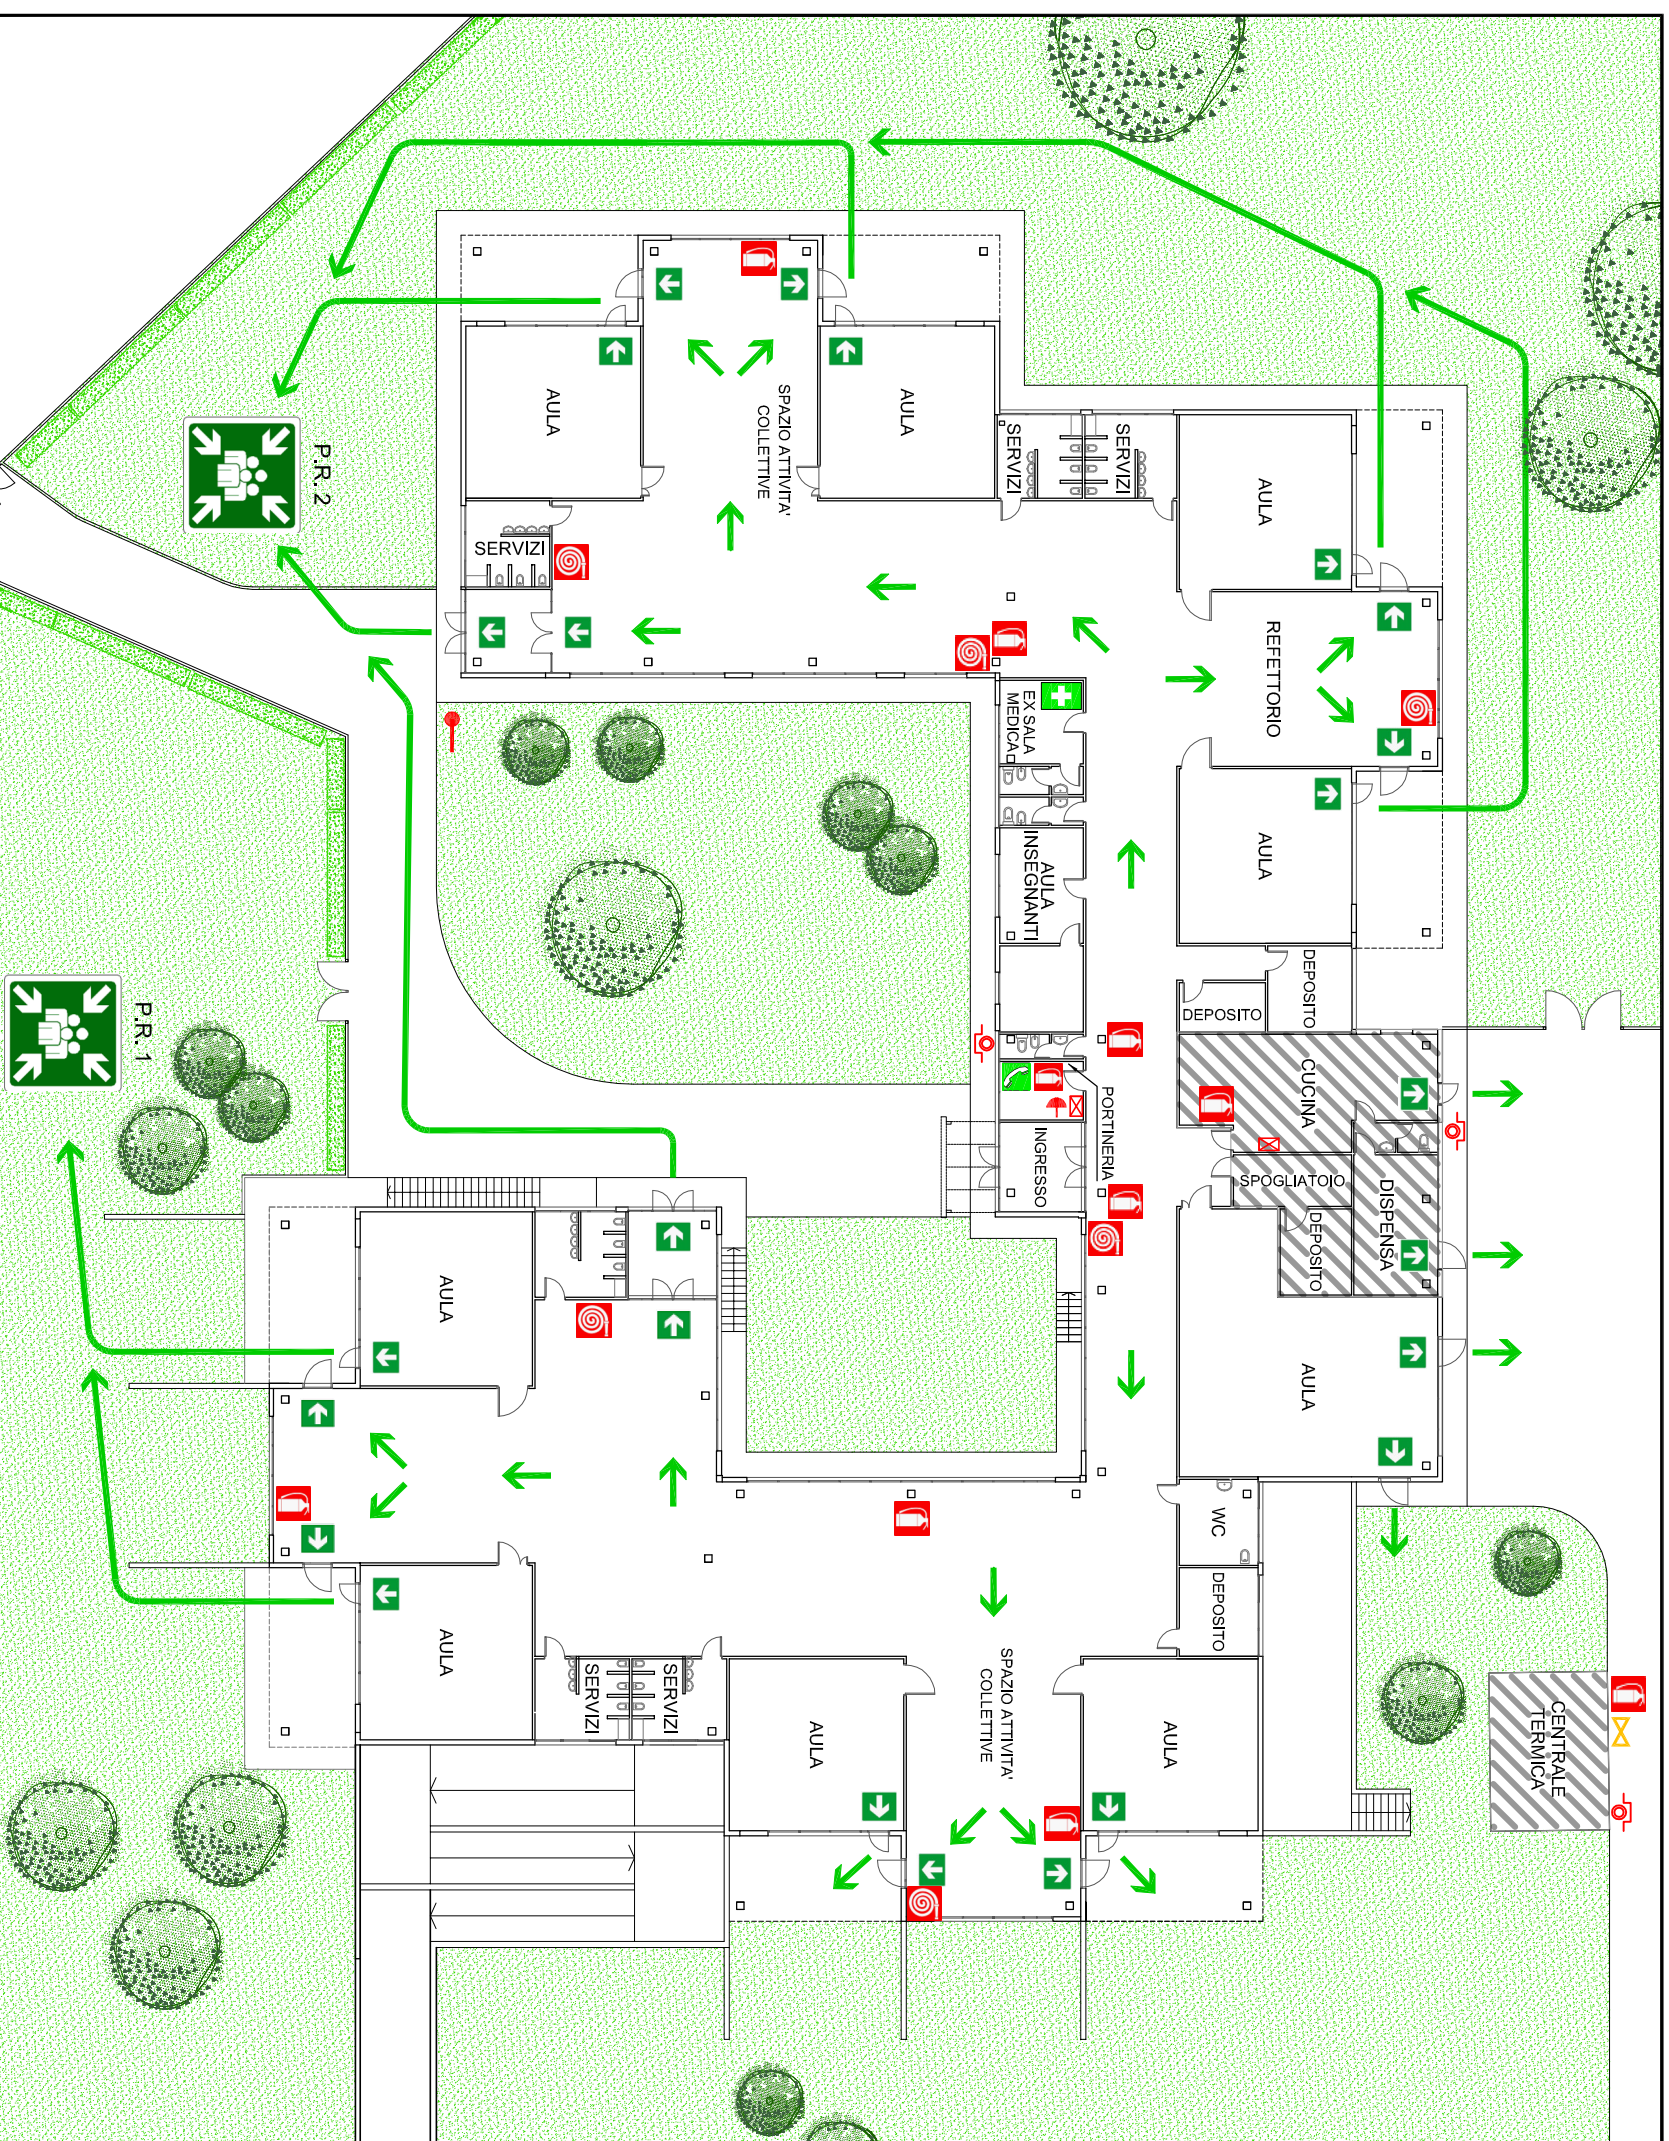 AULA
REFETTORIO
AULA
DEPOSITO
CUCINA
DISPENSA
AULA
CENTRALE
TERMICA
SERVIZI
SERVIZI
DEPOSITO
SPOGLIATOIO
DEPOSITO
WC
DEPOSITO
AULA
SPAZIO ATTIVITA'
COLLETTIVE
EX SALA
MEDICA
AULA
INSEGNANTI
PORTINERIA
INGRESSO
SPAZIO ATTIVITA'
COLLETTIVE
AULA
AULA
SERVIZI
AULA
SERVIZI
SERVIZI
AULA
AULA
P.R. 2
P.R. 1